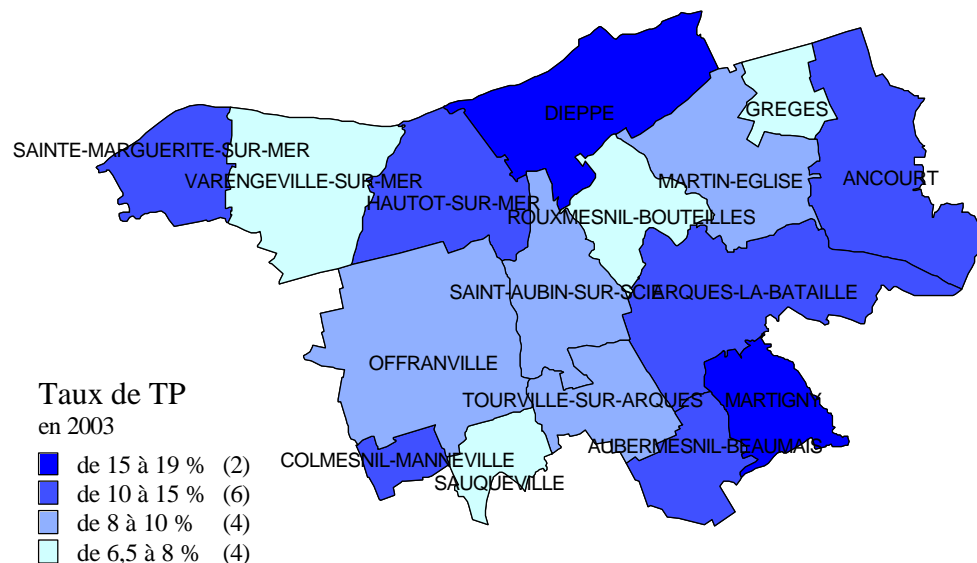 DIEPPE
GREGES
SAINTE-MARGUERITE-SUR-MER
VARENGEVILLE-SUR-MER
MARTIN-EGLISE
ANCOURT
HAUTOT-SUR-MER
ROUXMESNIL-BOUTEILLES
SAINT-AUBIN-SUR-SCIE
ARQUES-LA-BATAILLE
OFFRANVILLE
TOURVILLE-SUR-ARQUES
MARTIGNY
AUBERMESNIL-BEAUMAIS
COLMESNIL-MANNEVILLE
SAUQUEVILLE
Taux de TP
en 2003
de 15 à 19 % (2)
de 10 à 15 % (6)
de 8 à 10 % (4)
de 6,5 à 8 % (4)